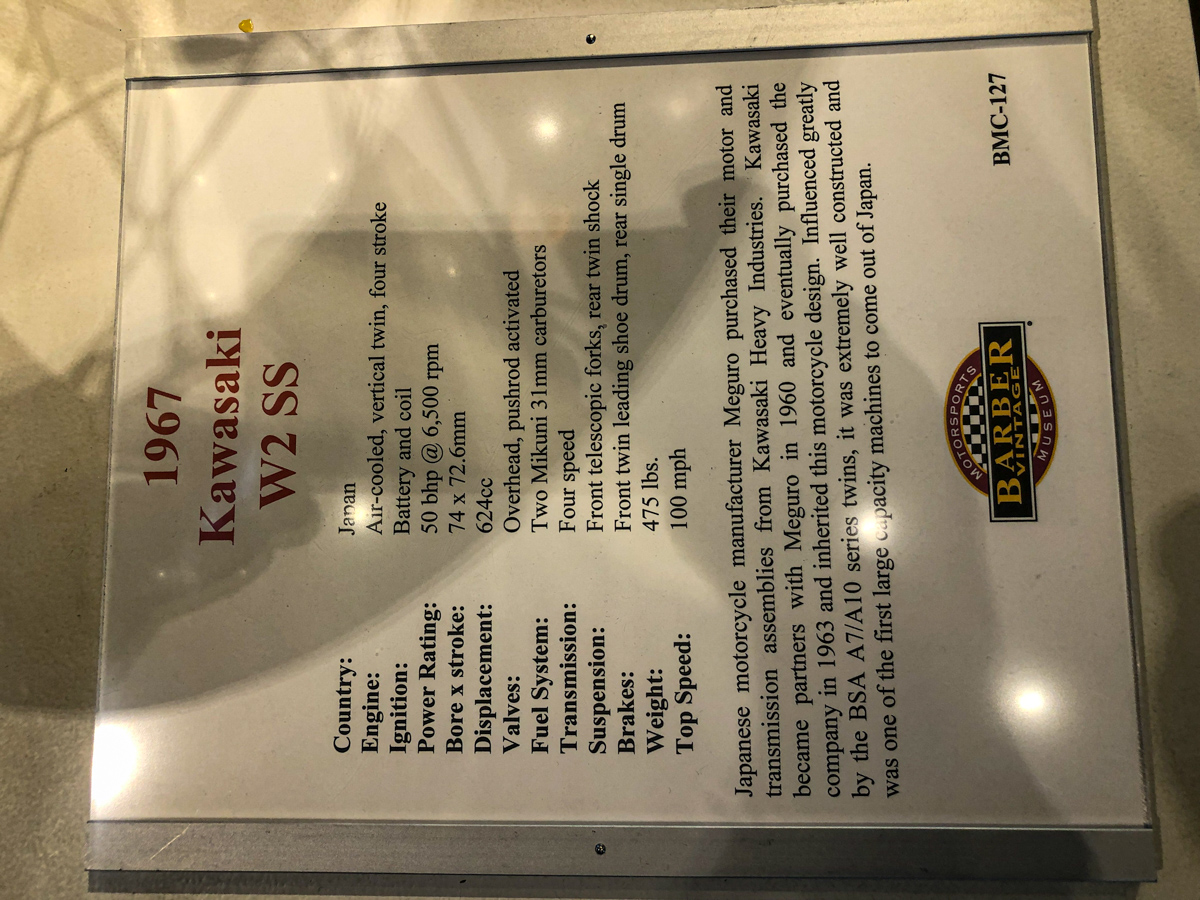 1967
Kawasaki
W2 SS
Country: Japan
Engine: Air-cooled, vertical twin, four stroke
Ignition: Battery and coil
Power Rating: 50 bhp @ 6,500 rpm
Bore x stroke: 74 x 72.6mm
Displacement: 624cc
Valves: Overhead, pushrod activated
Fuel System: Two Mikuni 31mm carburetors
Transmission: Four speed
Suspension: Front telescopic forks, rear twin shock
Brakes: Front twin leading shoe drum, rear single drum
Weight: 475 lbs.
Top Speed: 100 mph
Japanese motorcycle manufacturer Meguro purchased their motor and
transmission assemblies from Kawasaki Heavy Industries. Kawasaki
became partners with Meguro in 1960 and eventually purchased the
company in 1963 and inherited this motorcycle design. Influenced greatly
by the BSA A7/A10 series twins, it was extremely well constructed and
was one of the first large capacity machines to come out of Japan.
MOTORSPORTS
BARBER
VINTAGE
MUSEUM
BMC-127